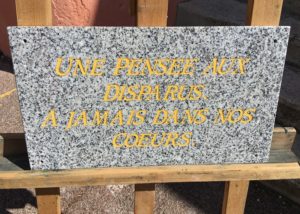 UNE PENSEE AUX
DISPARUS
A JAMAIS DANS NOS
COEURS.